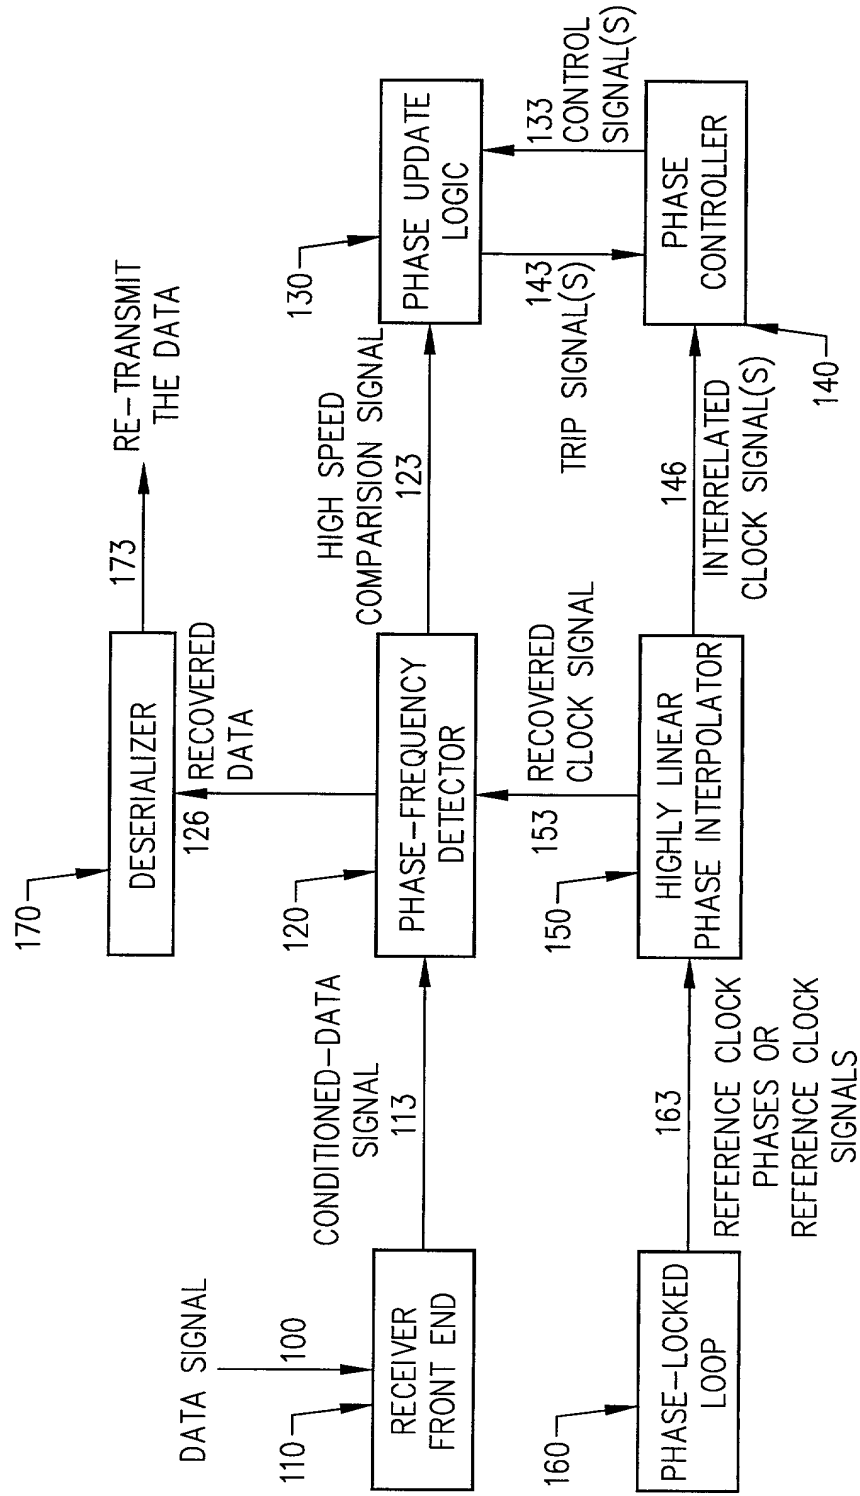 DATA SIGNAL
100
110
RECEIVER
FRONT END
CONDITIONED-DATA
SIGNAL
113
120
PHASE-FREQUENCY
DETECTOR
126
RECOVERED
DATA
170
DESERIALIZER
173
RE-TRANSMIT
THE DATA
HIGH SPEED
COMPARISION SIGNAL
123
130
PHASE UPDATE
LOGIC
143
TRIP SIGNAL(S)
133
CONTROL
SIGNAL(S)
160
PHASE-LOCKED
LOOP
163
REFERENCE CLOCK
PHASES OR
REFERENCE CLOCK
SIGNALS
150
HIGHLY LINEAR
PHASE INTERPOLATOR
153
RECOVERED
CLOCK SIGNAL
146
INTERRELATED
CLOCK SIGNAL(S)
140
PHASE
CONTROLLER